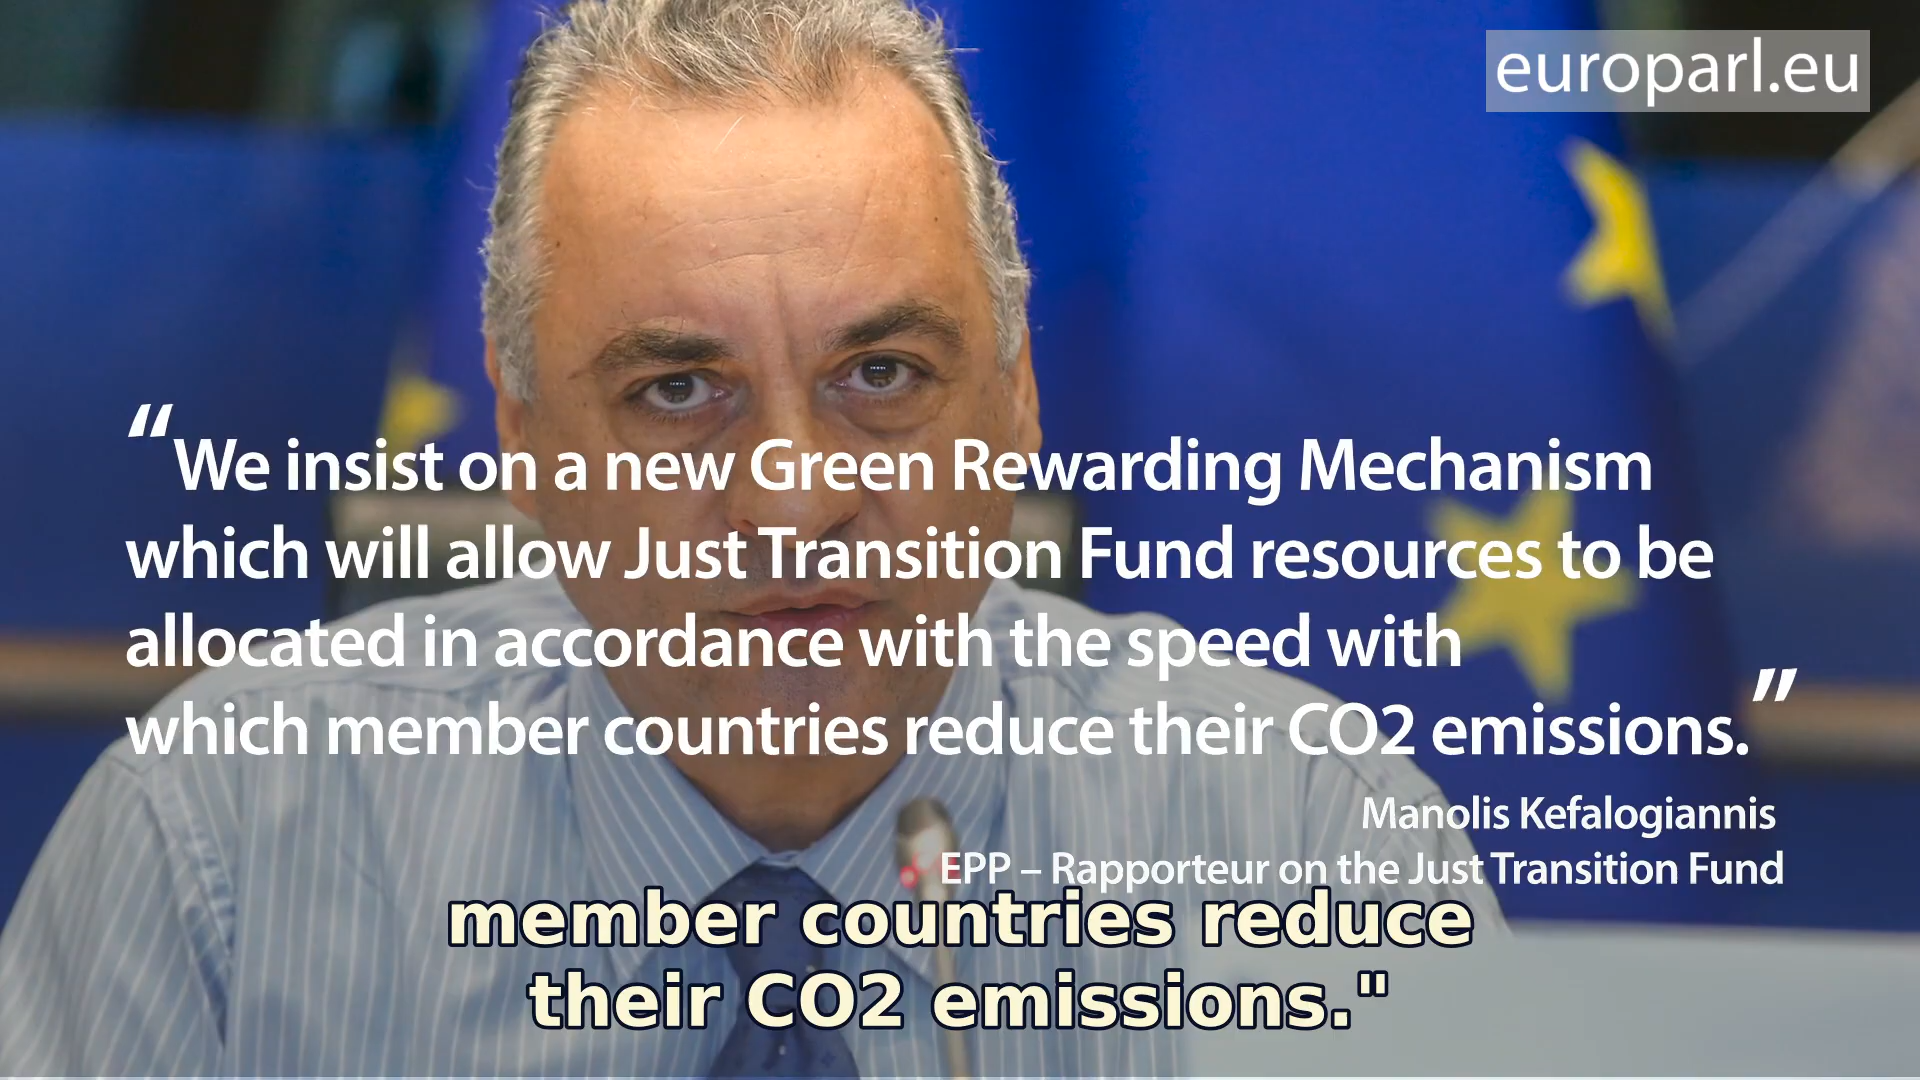 europarl.eu
“We insist on a new Green Rewarding Mechanism
which will allow Just Transition Fund resources to be
allocated in accordance with the speed with
which member countries reduce their CO2 emissions.”
Manolis Kefalogiannis
EPP – Rapporteur on the Just Transition Fund
member countries reduce
their CO2 emissions."